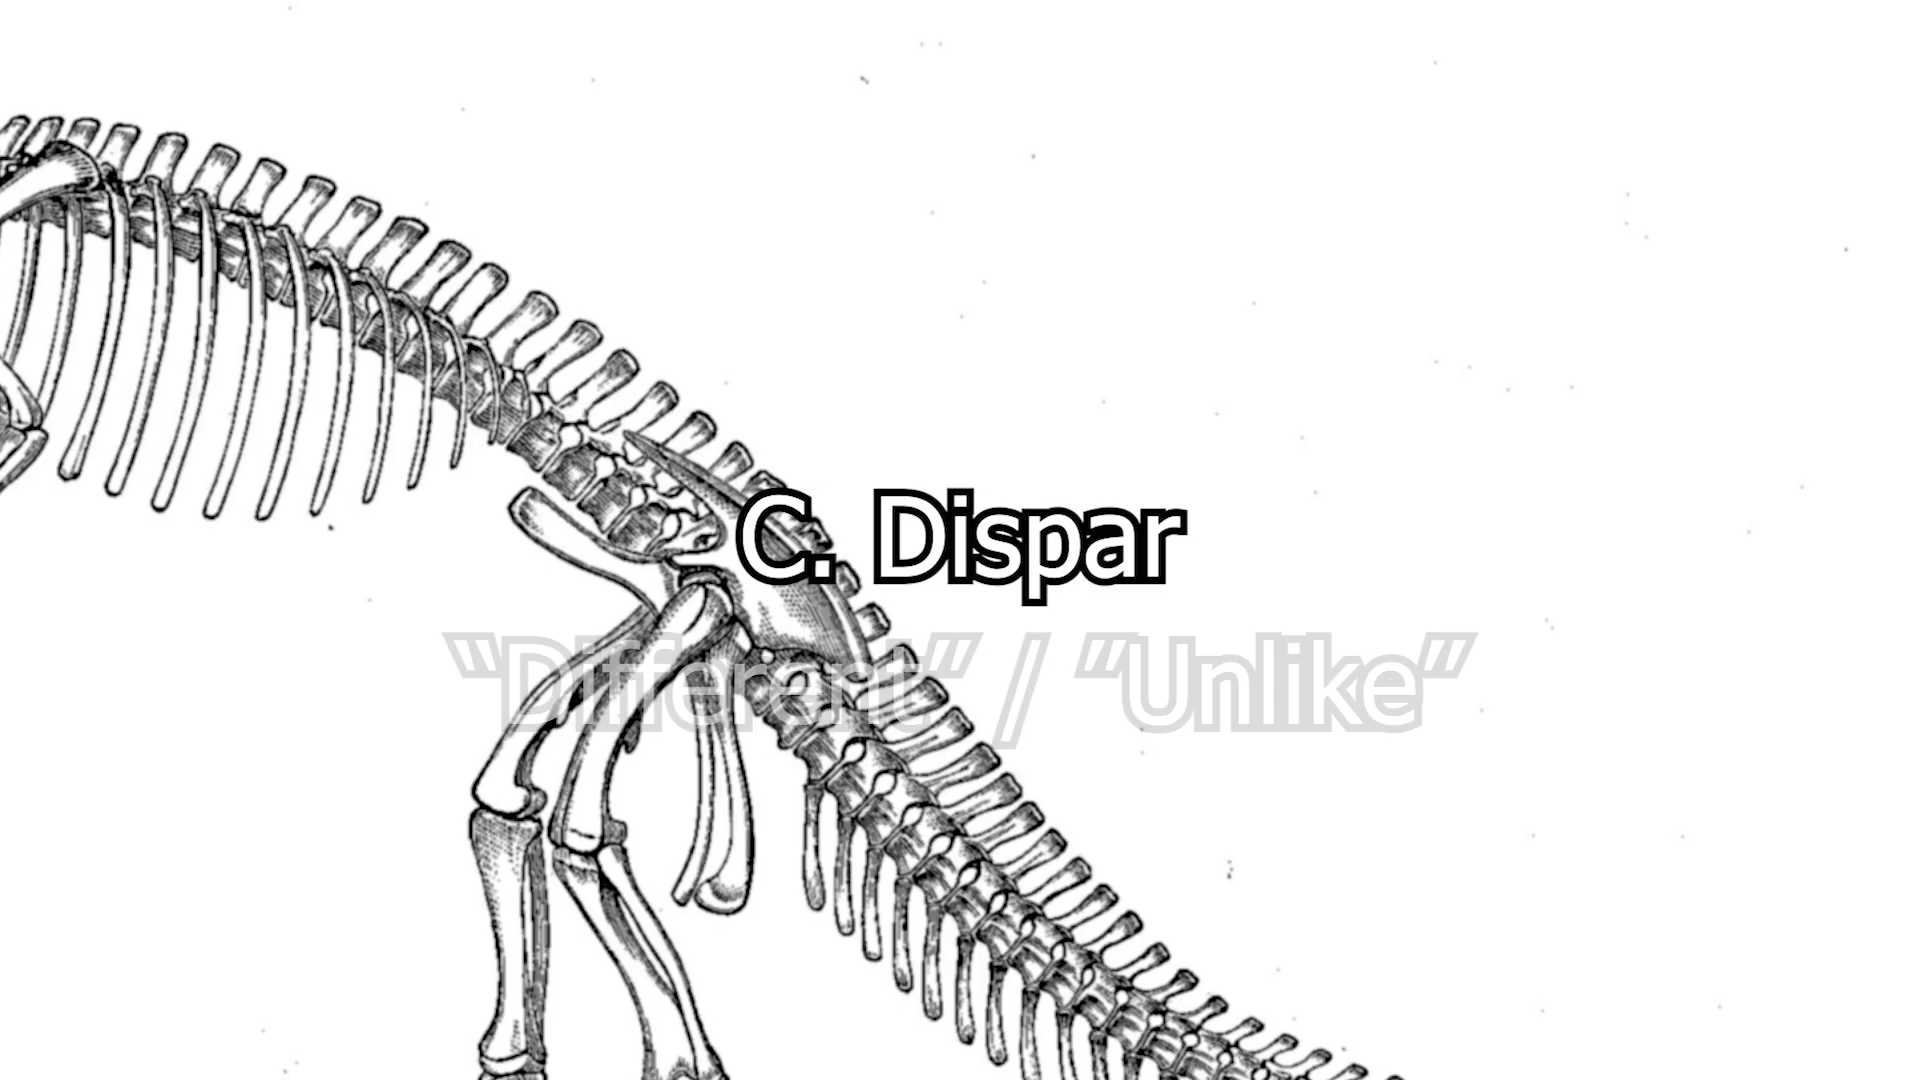 C. Dispar
“Different” / “Unlike”